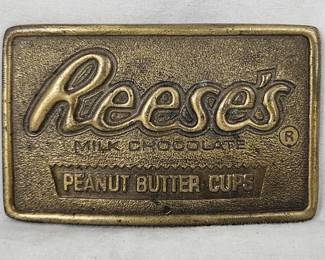 Reese's ®
MILK CHOCOLATE
PEANUT BUTTER CUPS